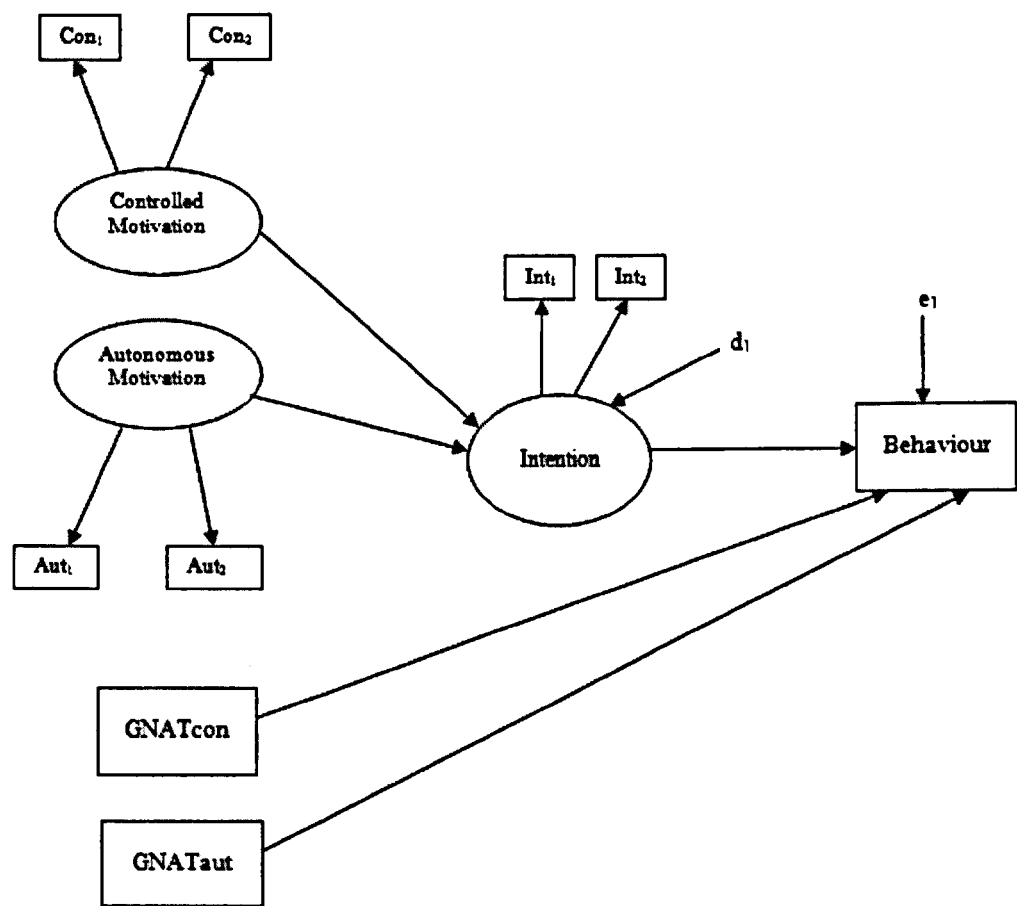 Con₁
Con₂
Controlled
Motivation
Int₁
Int₂
e₁
Autonomous
Motivation
d₁
Intention
Behaviour
Aut₁
Aut₂
GNATcon
GNATaut